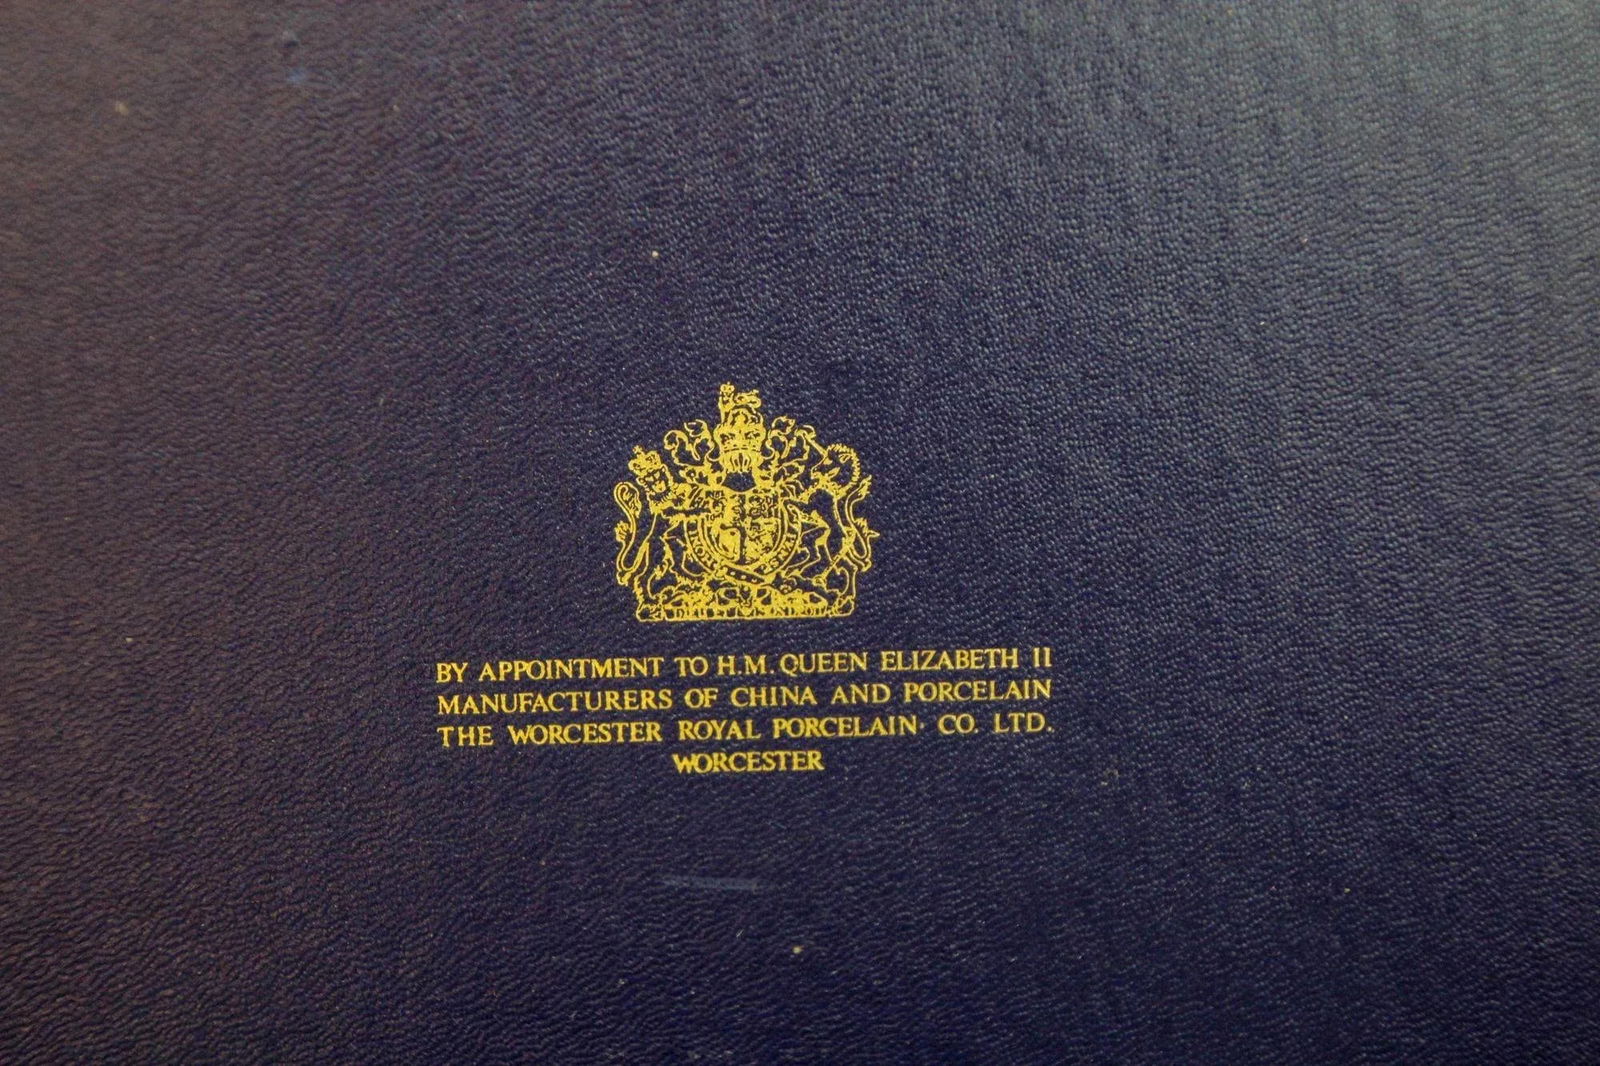 BY APPOINTMENT TO H.M. QUEEN ELIZABETH II
MANUFACTURERS OF CHINA AND PORCELAIN
THE WORCESTER ROYAL PORCELAIN· CO. LTD.
WORCESTER